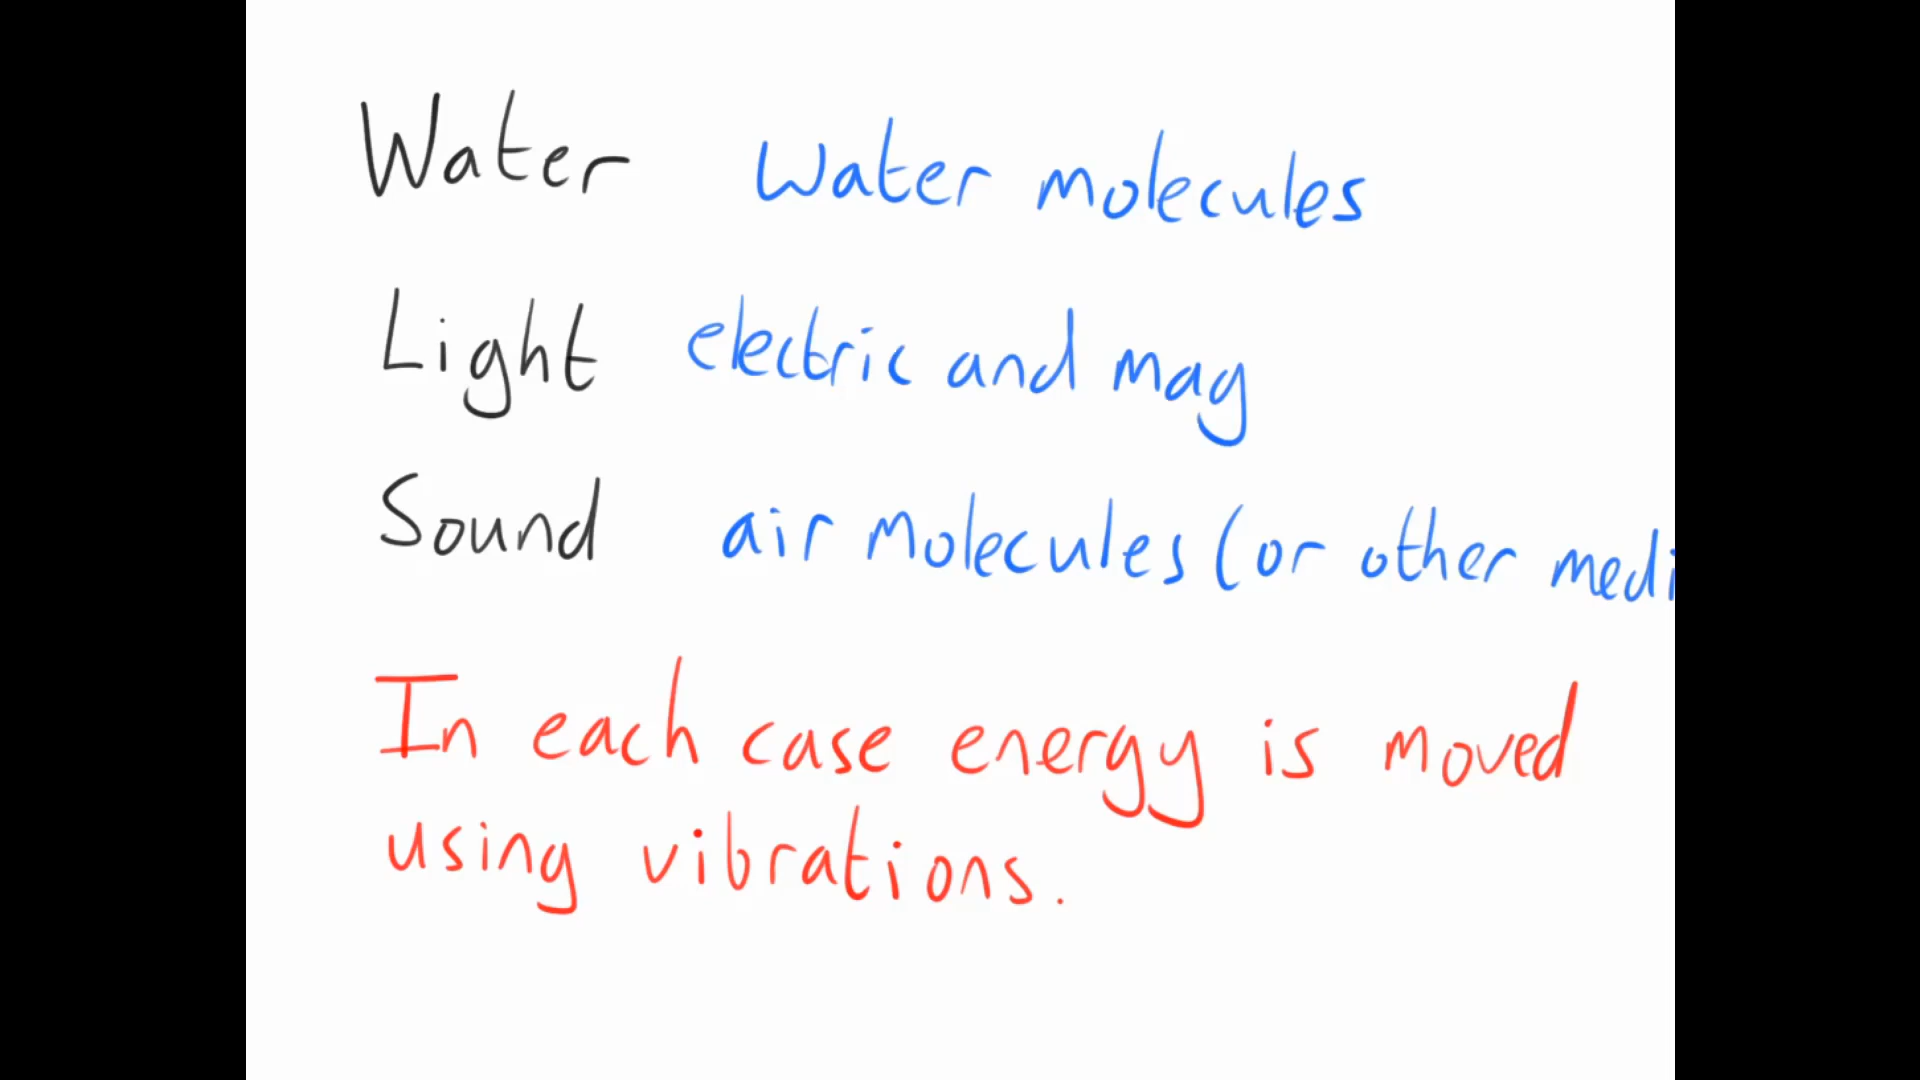 Water Water molecules
Light electric and mag
Sound air molecules (or other medi
In each case energy is moved
using vibrations.